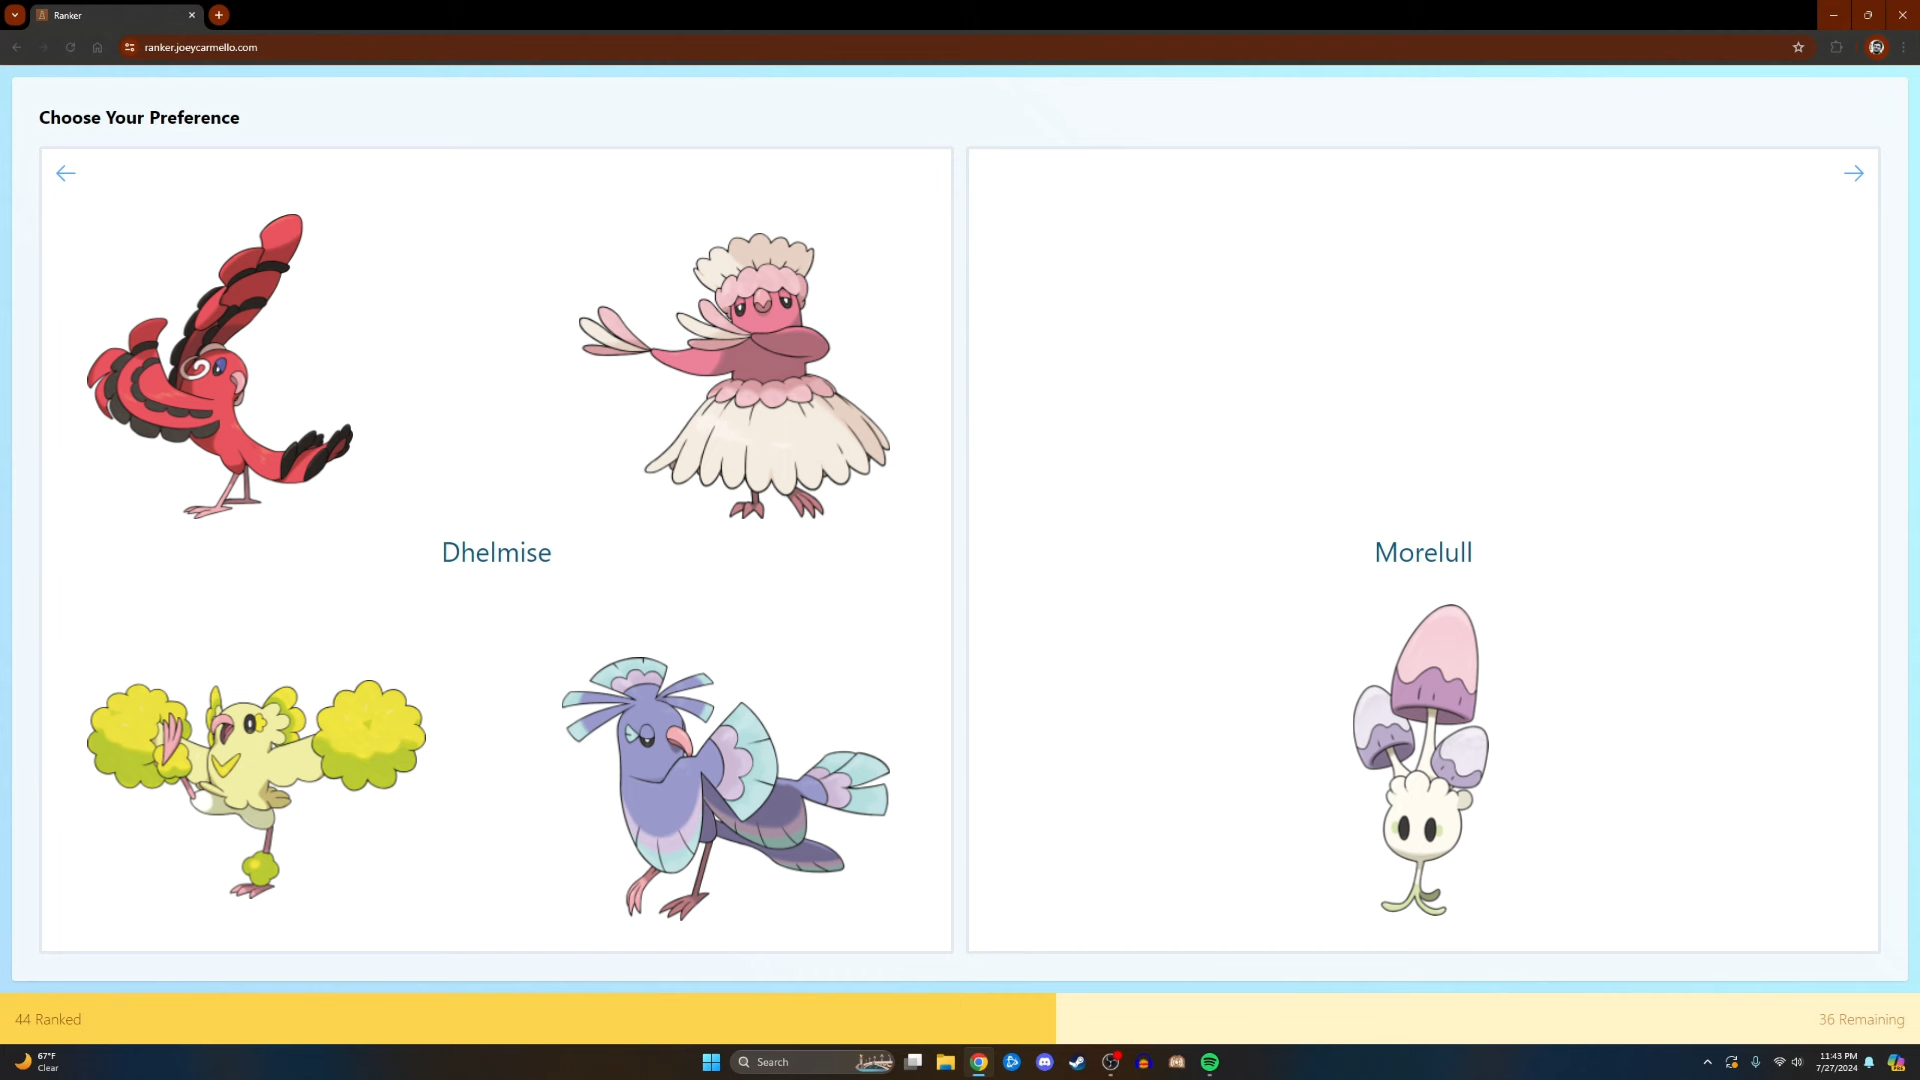 Ranker
ranker.joeycarmello.com
Choose Your Preference
Dhelmise
Morelull
44 Ranked
36 Remaining
67°F
Clear
Search
11:43 PM
7/27/2024